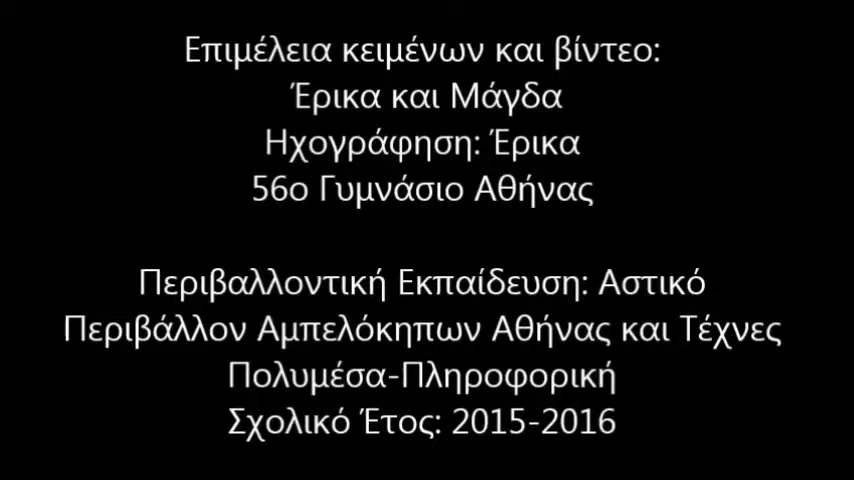 Επιμέλεια κειμένων και βίντεο:
Έρικα και Μάγδα
Ηχογράφηση: Έρικα
56ο Γυμνάσιο Αθήνας
Περιβαλλοντική Εκπαίδευση: Αστικό
Περιβάλλον Αμπελόκηπων Αθήνας και Τέχνες
Πολυμέσα-Πληροφορική
Σχολικό Έτος: 2015-2016